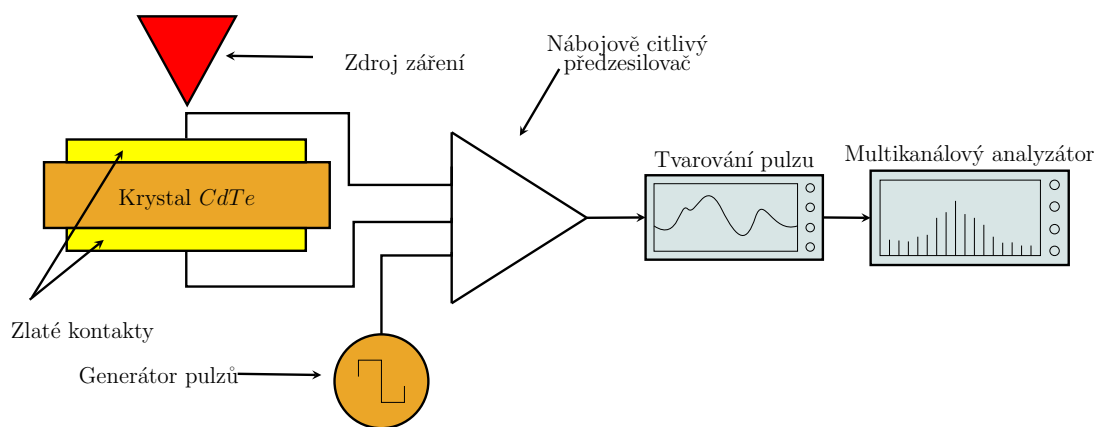 Nábojově citlivý
předzesilovač
Zdroj záření
Tvarování pulzu
Multikanálový analyzátor
Krystal CdTe
Zlaté kontakty
Generátor pulzů